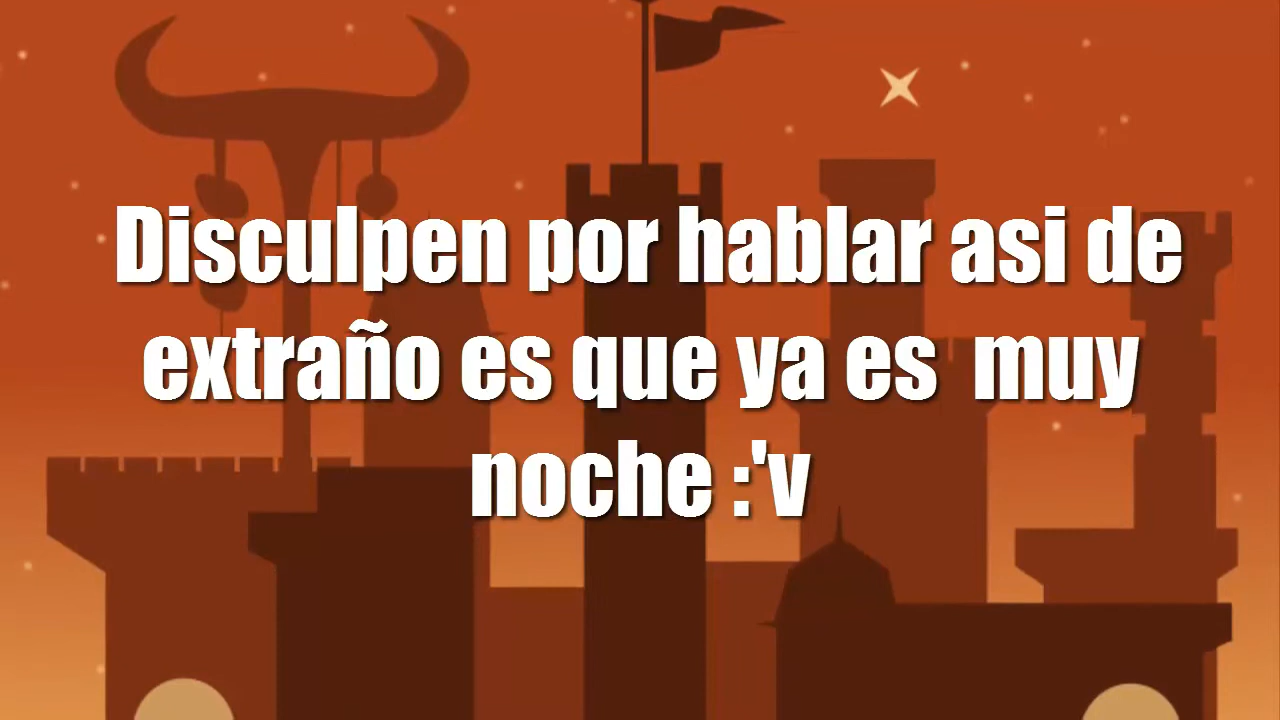 Disculpen por hablar asi de
extraño es que ya es  muy
noche :'v